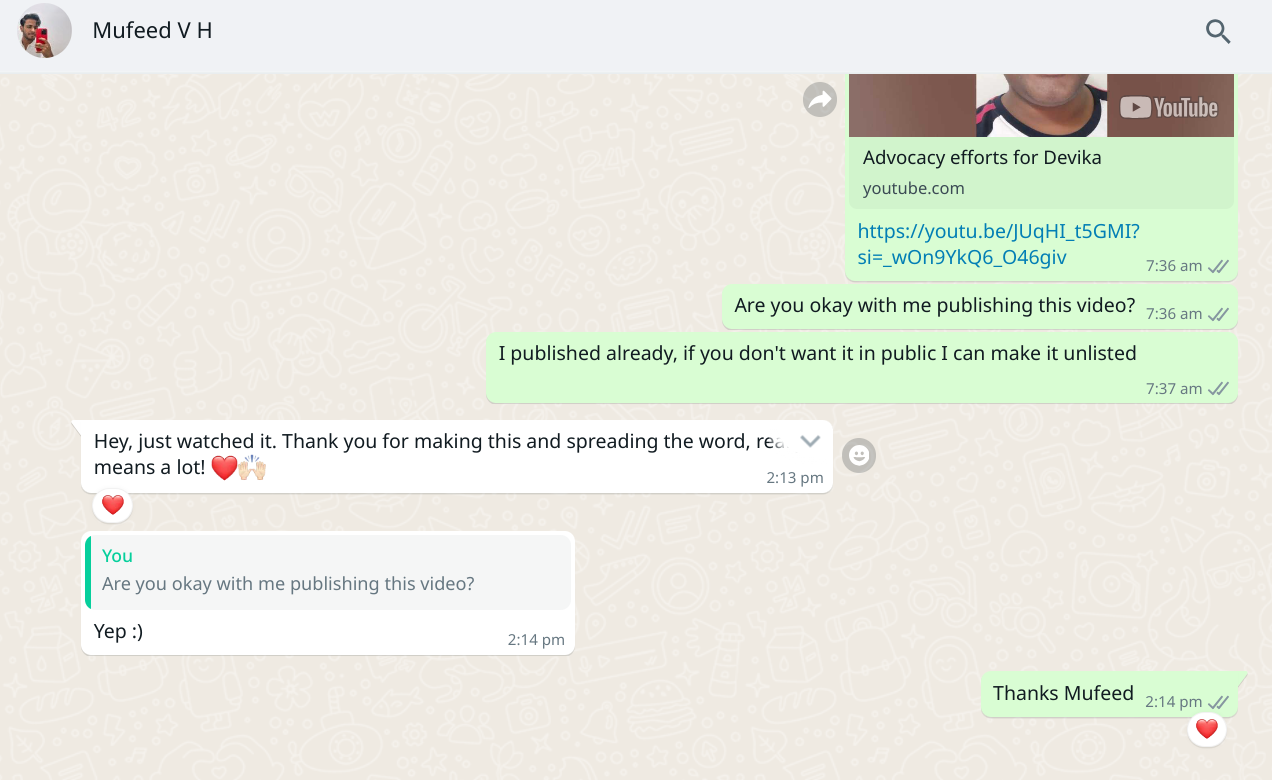 Mufeed V H
YouTube
Advocacy efforts for Devika
youtube.com
https://youtu.be/JUqHI_t5GMI?
si=_wOn9YkQ6_O46giv
7:36 am
Are you okay with me publishing this video?
7:36 am
I published already, if you don't want it in public I can make it unlisted
7:37 am
Hey, just watched it. Thank you for making this and spreading the word,
means a lot! ❤️🙌🏻
2:13 pm
❤️
You
Are you okay with me publishing this video?
Yep :)
2:14 pm
Thanks Mufeed
2:14 pm
❤️